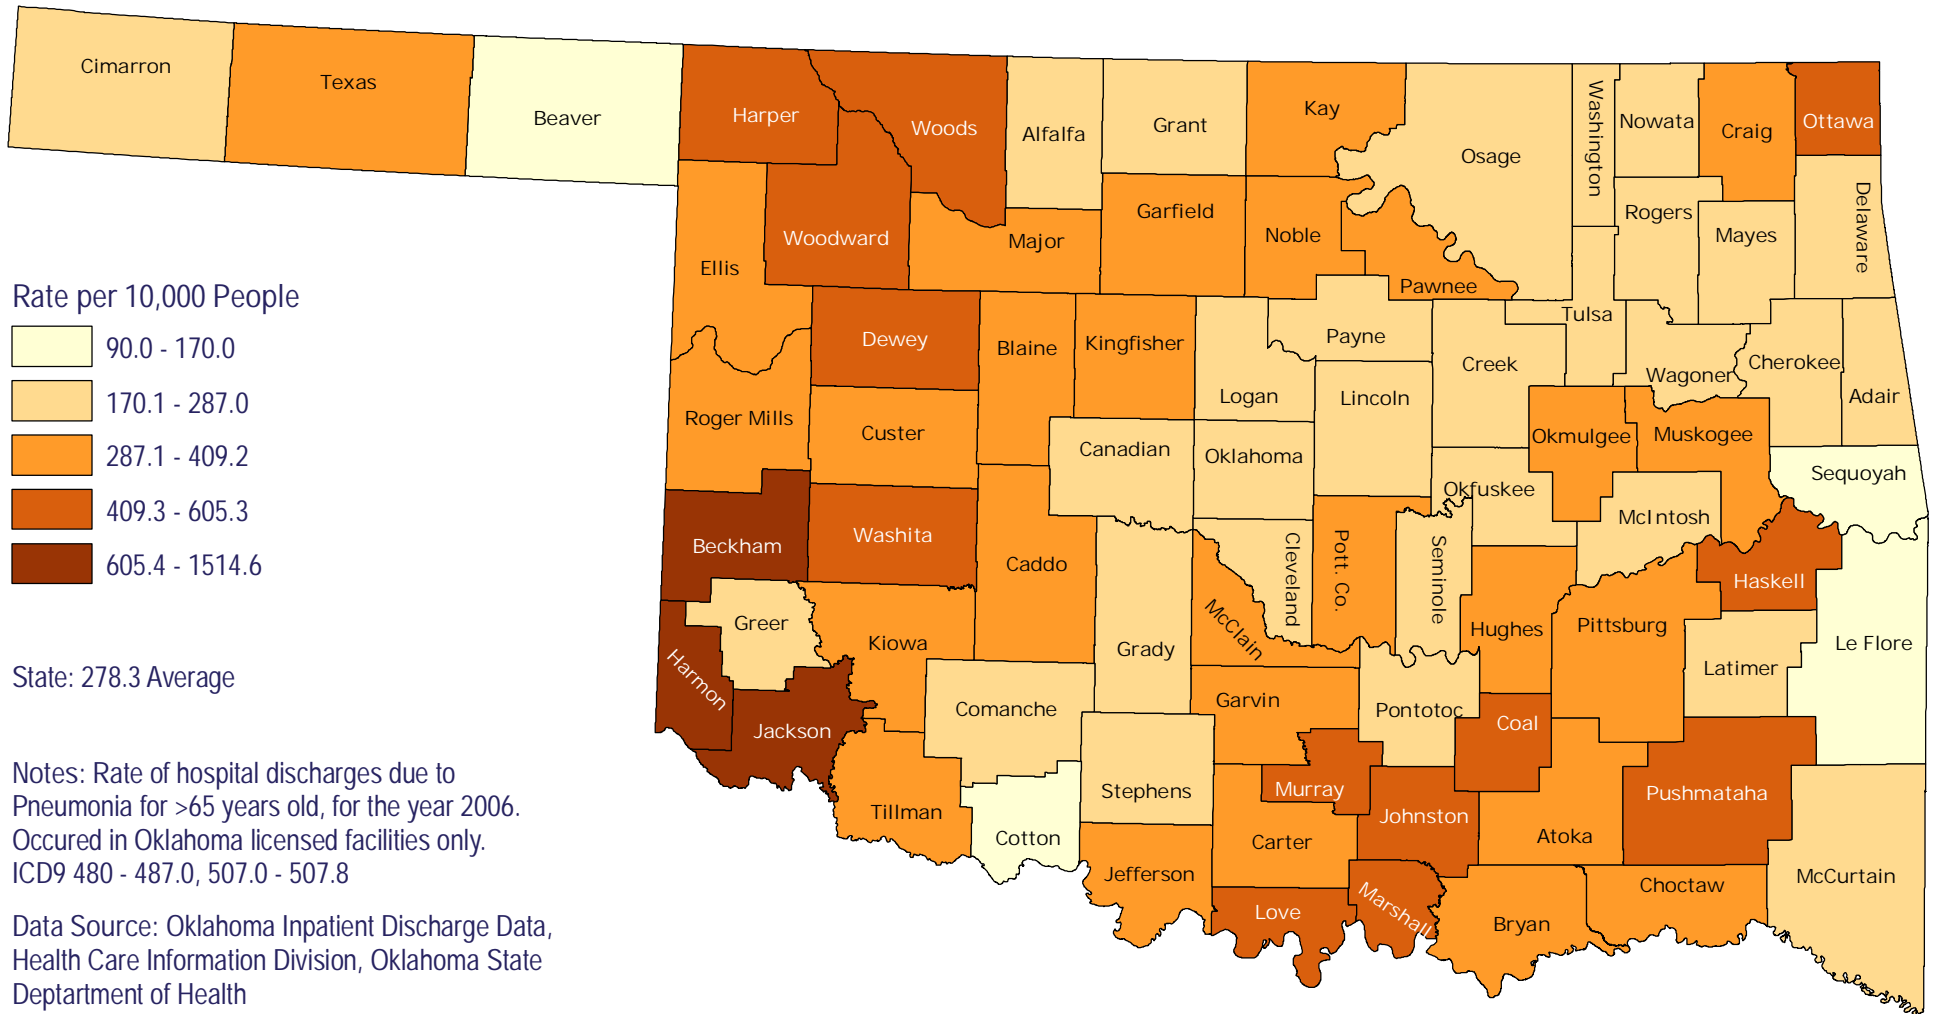 Cimarron
Texas
Beaver
Harper
Woods
Alfalfa
Grant
Kay
Osage
Washington
Nowata
Craig
Ottawa
Woodward
Ellis
Major
Garfield
Noble
Pawnee
Rogers
Mayes
Delaware
Rate per 10,000 People
90.0 - 170.0
170.1 - 287.0
287.1 - 409.2
409.3 - 605.3
605.4 - 1514.6
Dewey
Blaine
Kingfisher
Logan
Payne
Lincoln
Creek
Tulsa
Wagoner
Cherokee
Adair
Roger Mills
Custer
Canadian
Oklahoma
Okmulgee
Muskogee
Sequoyah
Okfuskee
McIntosh
Beckham
Washita
Caddo
Grady
Cleveland
Pott. Co.
Seminole
Hughes
Pittsburg
Haskell
Le Flore
Latimer
Greer
Kiowa
McClain
Harmon
Jackson
Comanche
Garvin
Pontotoc
Coal
State: 278.3 Average
Stephens
Murray
Johnston
Pushmataha
Tillman
Cotton
Carter
Atoka
McCurtain
Jefferson
Love
Marshall
Bryan
Choctaw
Notes: Rate of hospital discharges due to
Pneumonia for >65 years old, for the year 2006.
Occured in Oklahoma licensed facilities only.
ICD9 480 - 487.0, 507.0 - 507.8
Data Source: Oklahoma Inpatient Discharge Data,
Health Care Information Division, Oklahoma State
Deptartment of Health